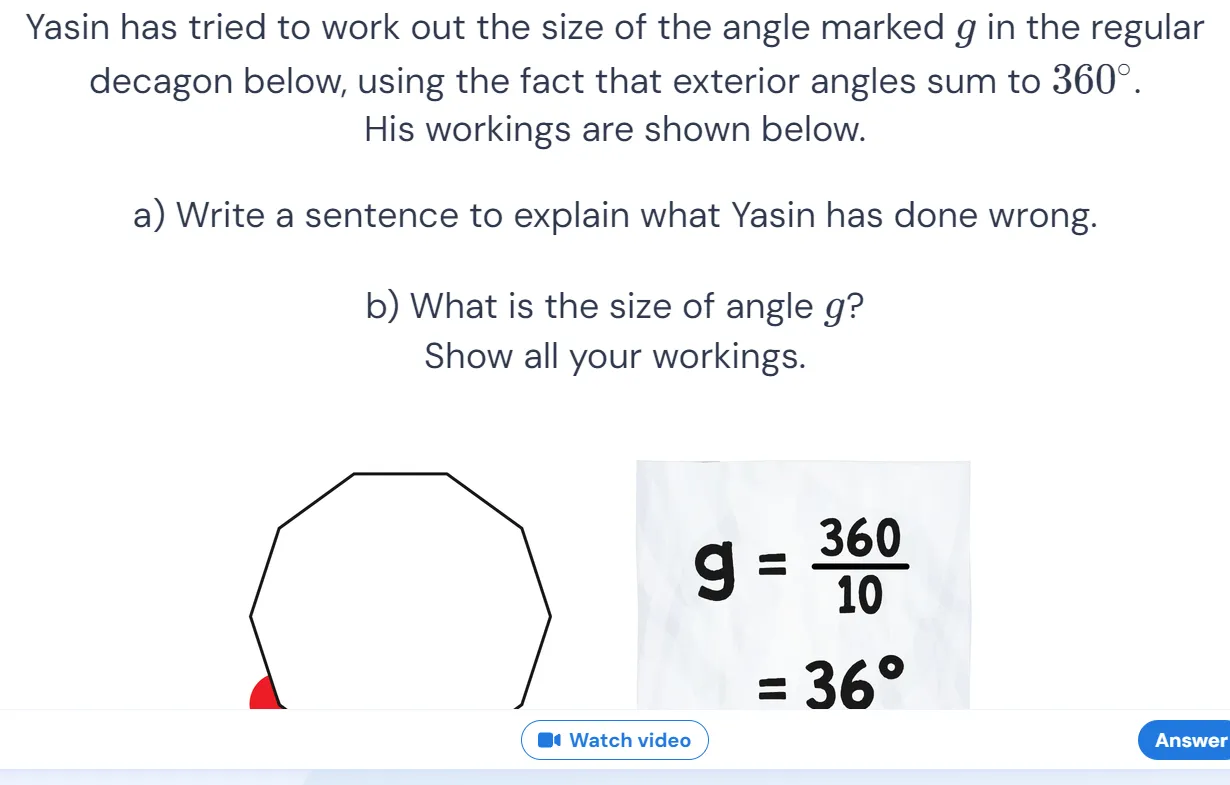 Yasin has tried to work out the size of the angle marked g in the regular
decagon below, using the fact that exterior angles sum to 360°.
His workings are shown below.
a) Write a sentence to explain what Yasin has done wrong.
b) What is the size of angle g?
Show all your workings.
g = 360/10
= 36°
Watch video
Answer